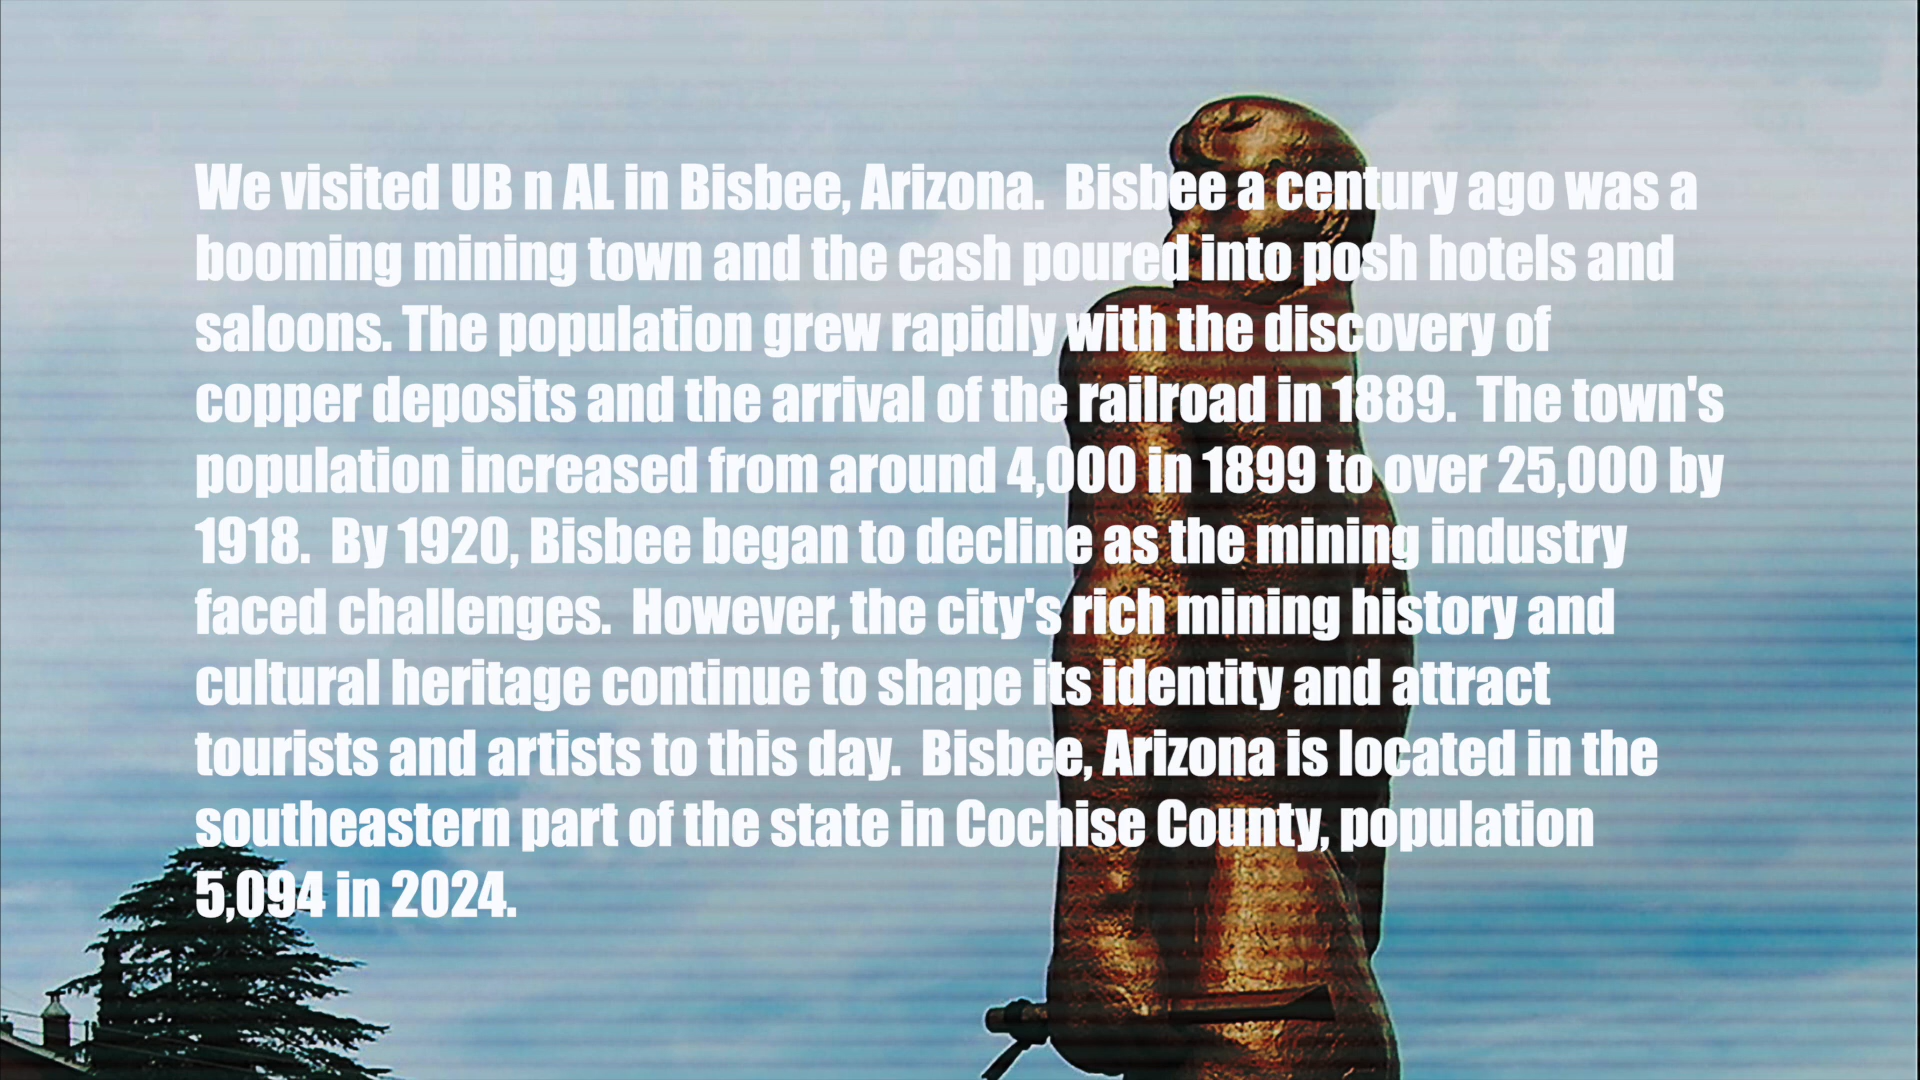 We visited UB n AL in Bisbee, Arizona.  Bisbee a century ago was a
booming mining town and the cash poured into posh hotels and
saloons. The population grew rapidly with the discovery of
copper deposits and the arrival of the railroad in 1889.  The town's
population increased from around 4,000 in 1899 to over 25,000 by
1918.  By 1920, Bisbee began to decline as the mining industry
faced challenges.  However, the city's rich mining history and
cultural heritage continue to shape its identity and attract
tourists and artists to this day.  Bisbee, Arizona is located in the
southeastern part of the state in Cochise County, population
5,094 in 2024.